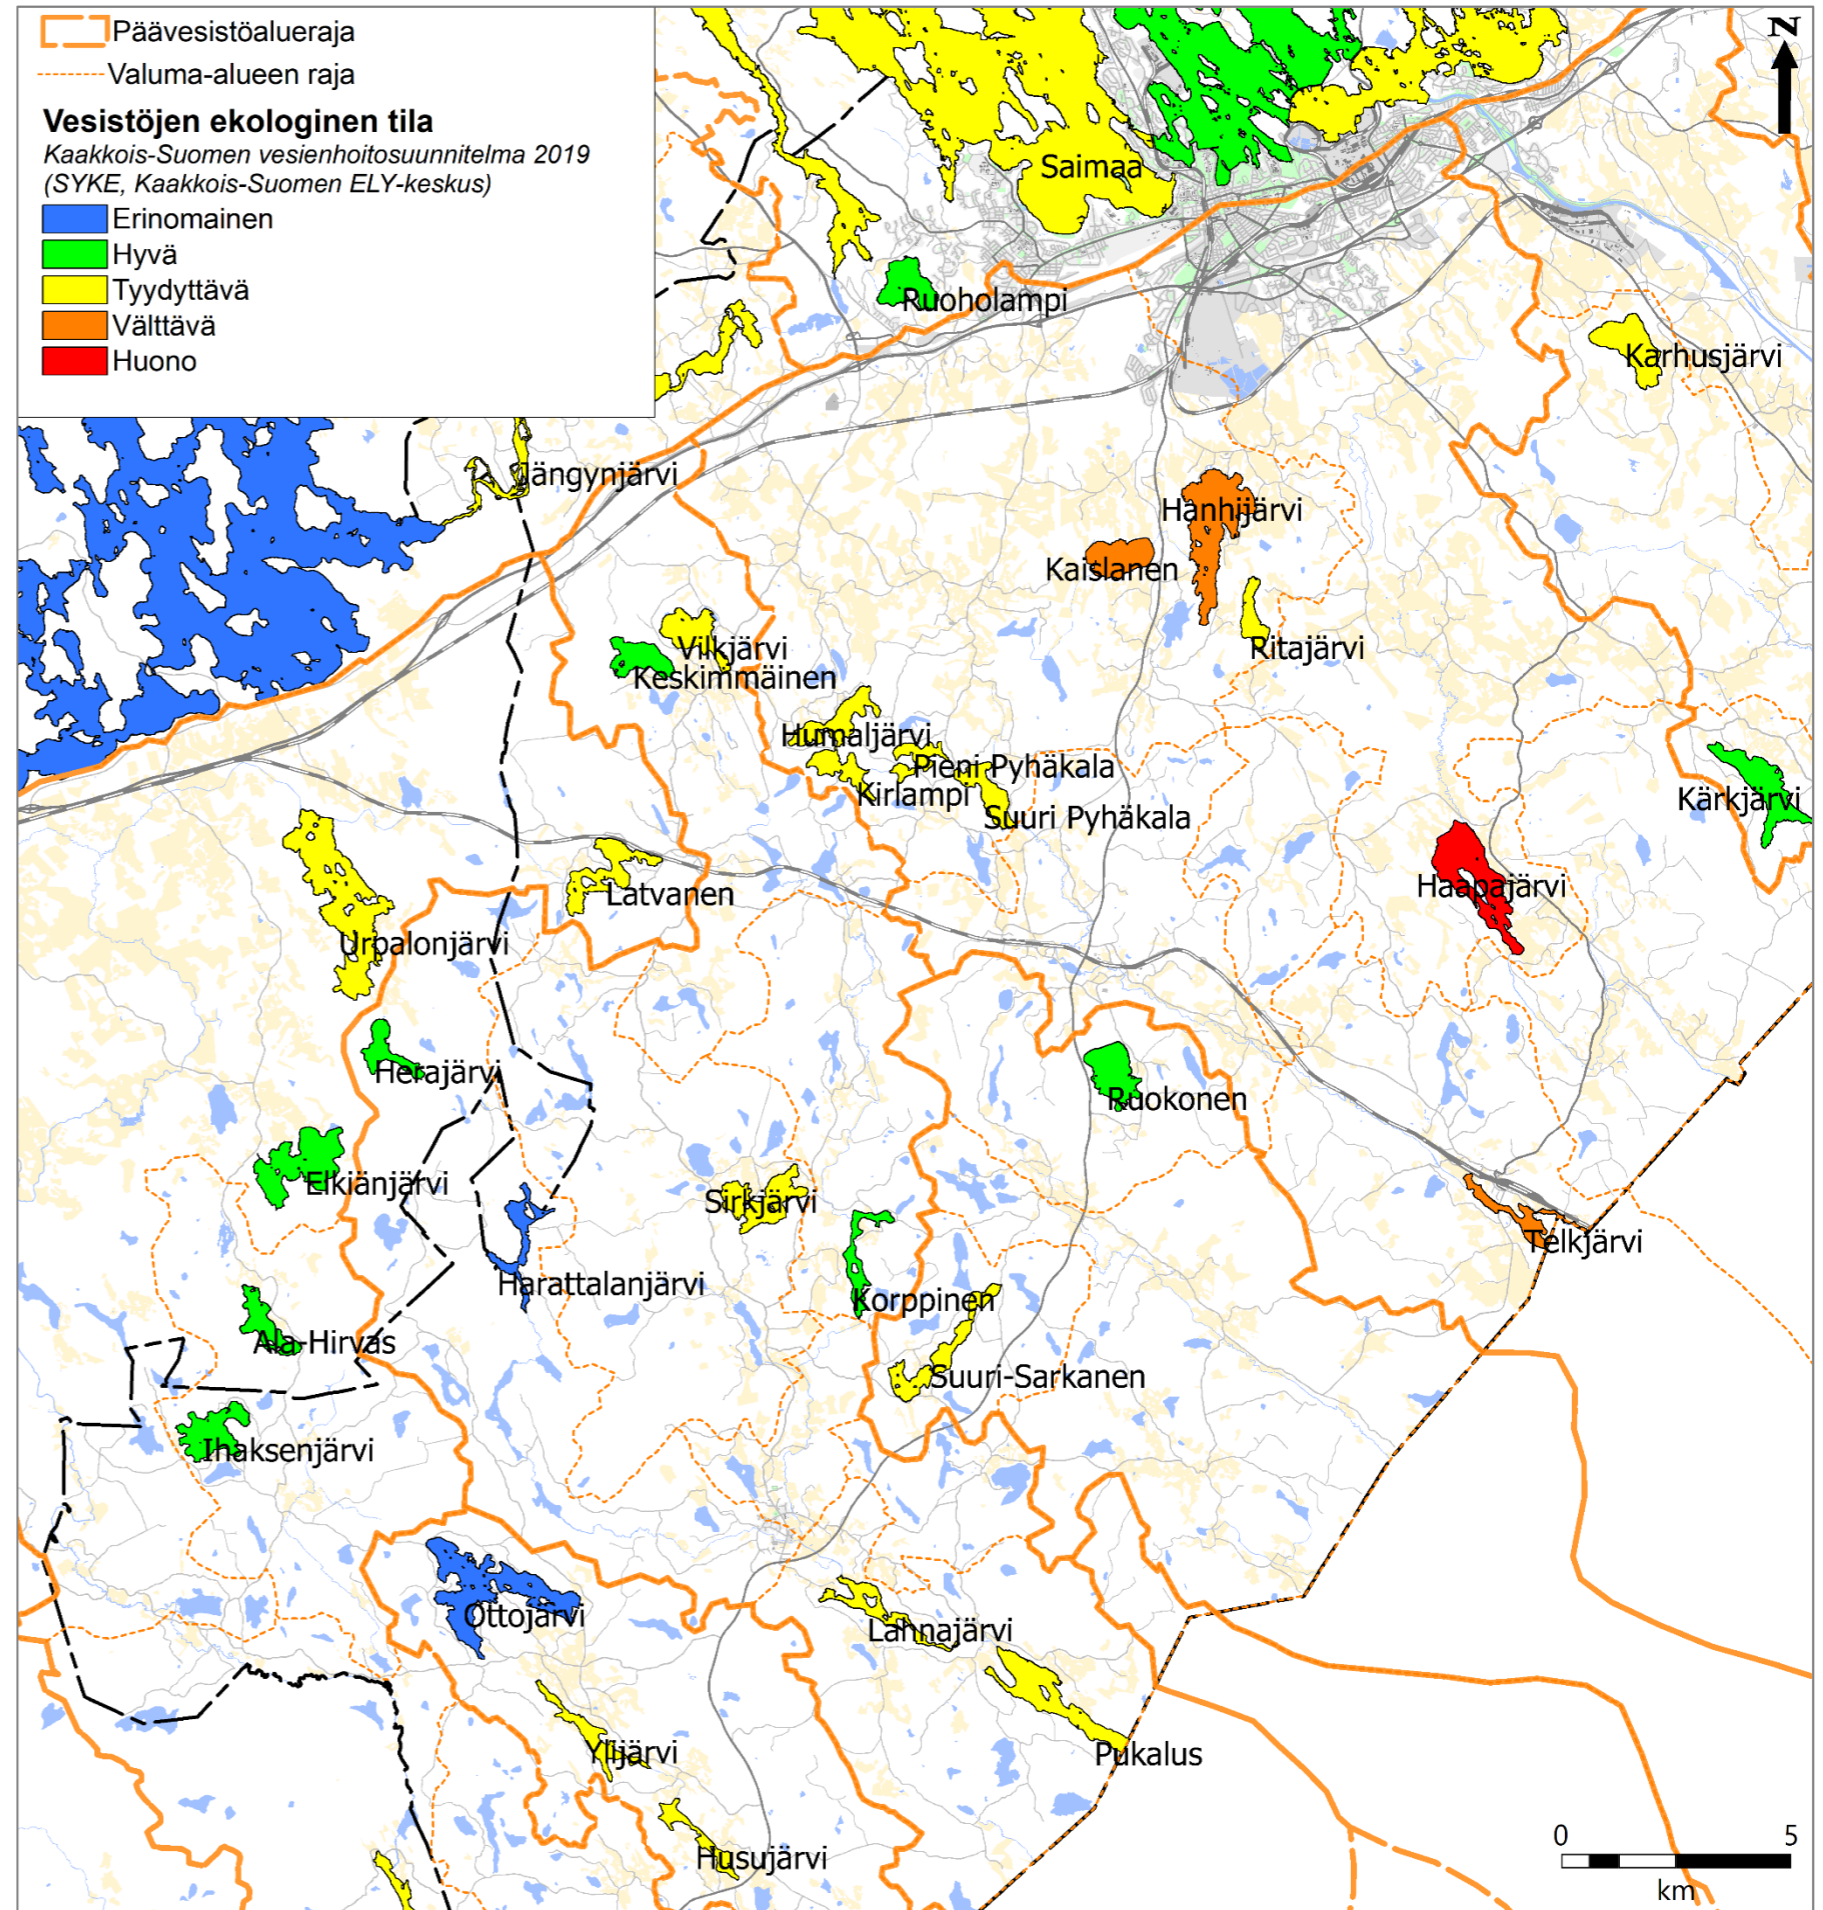 Päävesistöalueraja
Valuma-alueen raja
Vesistöjen ekologinen tila
Kaakkois-Suomen vesienhoitosuunnitelma 2019
(SYKE, Kaakkois-Suomen ELY-keskus)
Erinomainen
Hyvä
Tyydyttävä
Välttävä
Huono
N
Saimaa
Ruoholampi
Karhusjärvi
Jängynjärvi
Hanhijärvi
Kaislanen
Vilkjärvi
Ritajärvi
Keskimmäinen
Humaljärvi
Pieni Pyhäkala
Kirlampi
Kärkjärvi
Suuri Pyhäkala
Haapajärvi
Latvanen
Urpalonjärvi
Herajärvi
Ruokonen
Elkiänjärvi
Sirkjärvi
Telkjärvi
Harattalanjärvi
Korppinen
Ala-Hirvas
Suuri-Sarkanen
Ihaksenjärvi
Ottojärvi
Lahnajärvi
Ylijärvi
Pukalus
Husujärvi
0 5
km